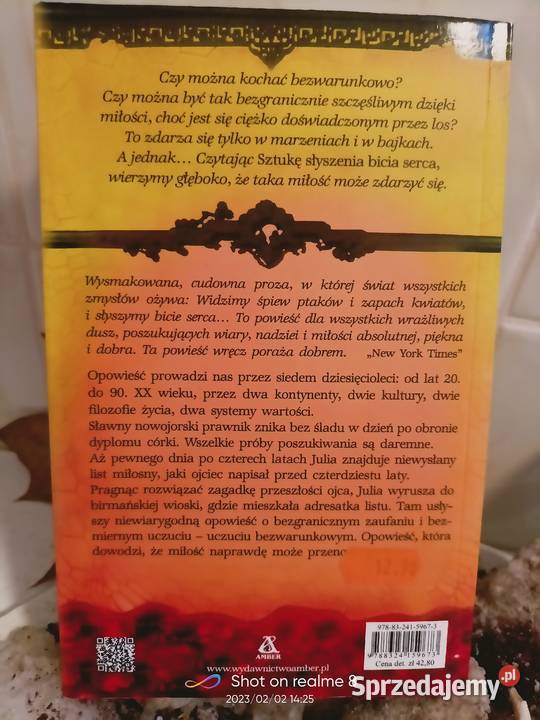 Czy można kochać bezwarunkowo?
Czy można być tak bezgranicznie szczęśliwym dzięki
miłości, choć jest się ciężko doświadczonym przez los?
To zdarza się tylko w marzeniach i w bajkach.
A jednak... Czytając Sztukę słyszenia bicia serca,
wierzymy głęboko, że taka miłość może zdarzyć się.
Wysmakowana, cudowna proza, w której świat wszystkich
zmysłów ożywa: Widzimy śpiew ptaków i zapach kwiatów,
i słyszymy bicie serca... To powieść dla wszystkich wrażliwych
dusz, poszukujących wiary, nadziei i miłości absolutnej, piękna
i dobra. Ta powieść wręcz poraża dobrem. „New York Times"
Opowieść prowadzi nas przez siedem dziesięcioleci: od lat 20.
do 90. XX wieku, przez dwa kontynenty, dwie kultury, dwie
filozofie życia, dwa systemy wartości.
Sławny nowojorski prawnik znika bez śladu w dzień po obronie
dyplomu córki. Wszelkie próby poszukiwania są daremne.
Aż pewnego dnia po czterech latach Julia znajduje niewysłany
list miłosny, jaki ojciec napisał przed czterdziestu laty.
Pragnąc rozwiązać zagadkę przeszłości ojca, Julia wyrusza do
birmańskiej wioski, gdzie mieszkała adresatka listu. Tam usły-
szy niewiarygodną opowieść o bezgranicznym zaufaniu i bez-
miernym uczuciu – uczuciu bezwarunkowym. Opowieść, która
dowodzi, że miłość naprawdę może
978-83-241-5967-3
9 788324 159673
Cena det. zł 42,80
AMBER
www.wydawnictwoamber.pl
Shot on realme 8
2023/02/02 14:25
Sprzedajemy.pl